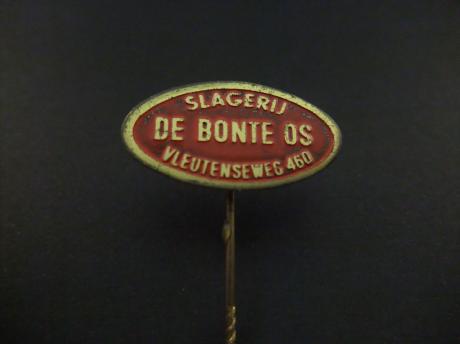 SLAGERIJ
DE BONTE OS
VLEUTENSEWEG 460